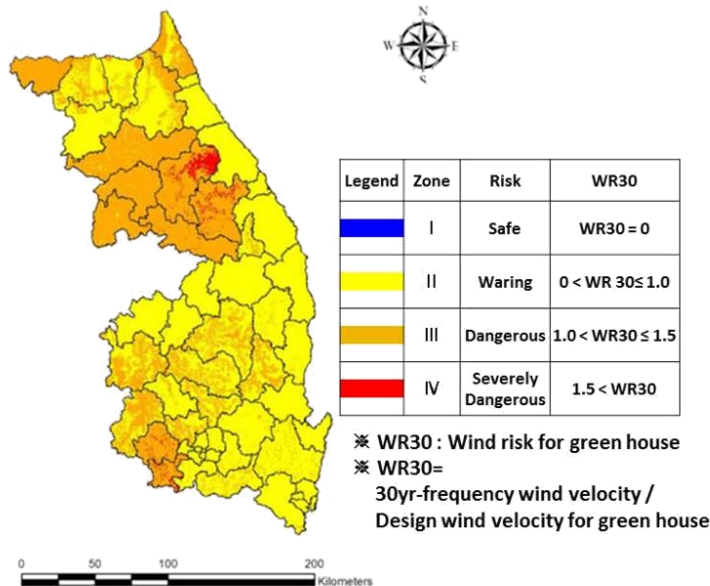 N
W E
S
Legend Zone Risk WR30
Ⅰ Safe WR30 = 0
Ⅱ Waring 0 < WR 30≤ 1.0
Ⅲ Dangerous 1.0 < WR30 ≤ 1.5
Ⅳ Severely Dangerous 1.5 < WR30
※ WR30 : Wind risk for green house
※ WR30=
30yr-frequency wind velocity /
Design wind velocity for green house
0 50 100 200
Kilometers